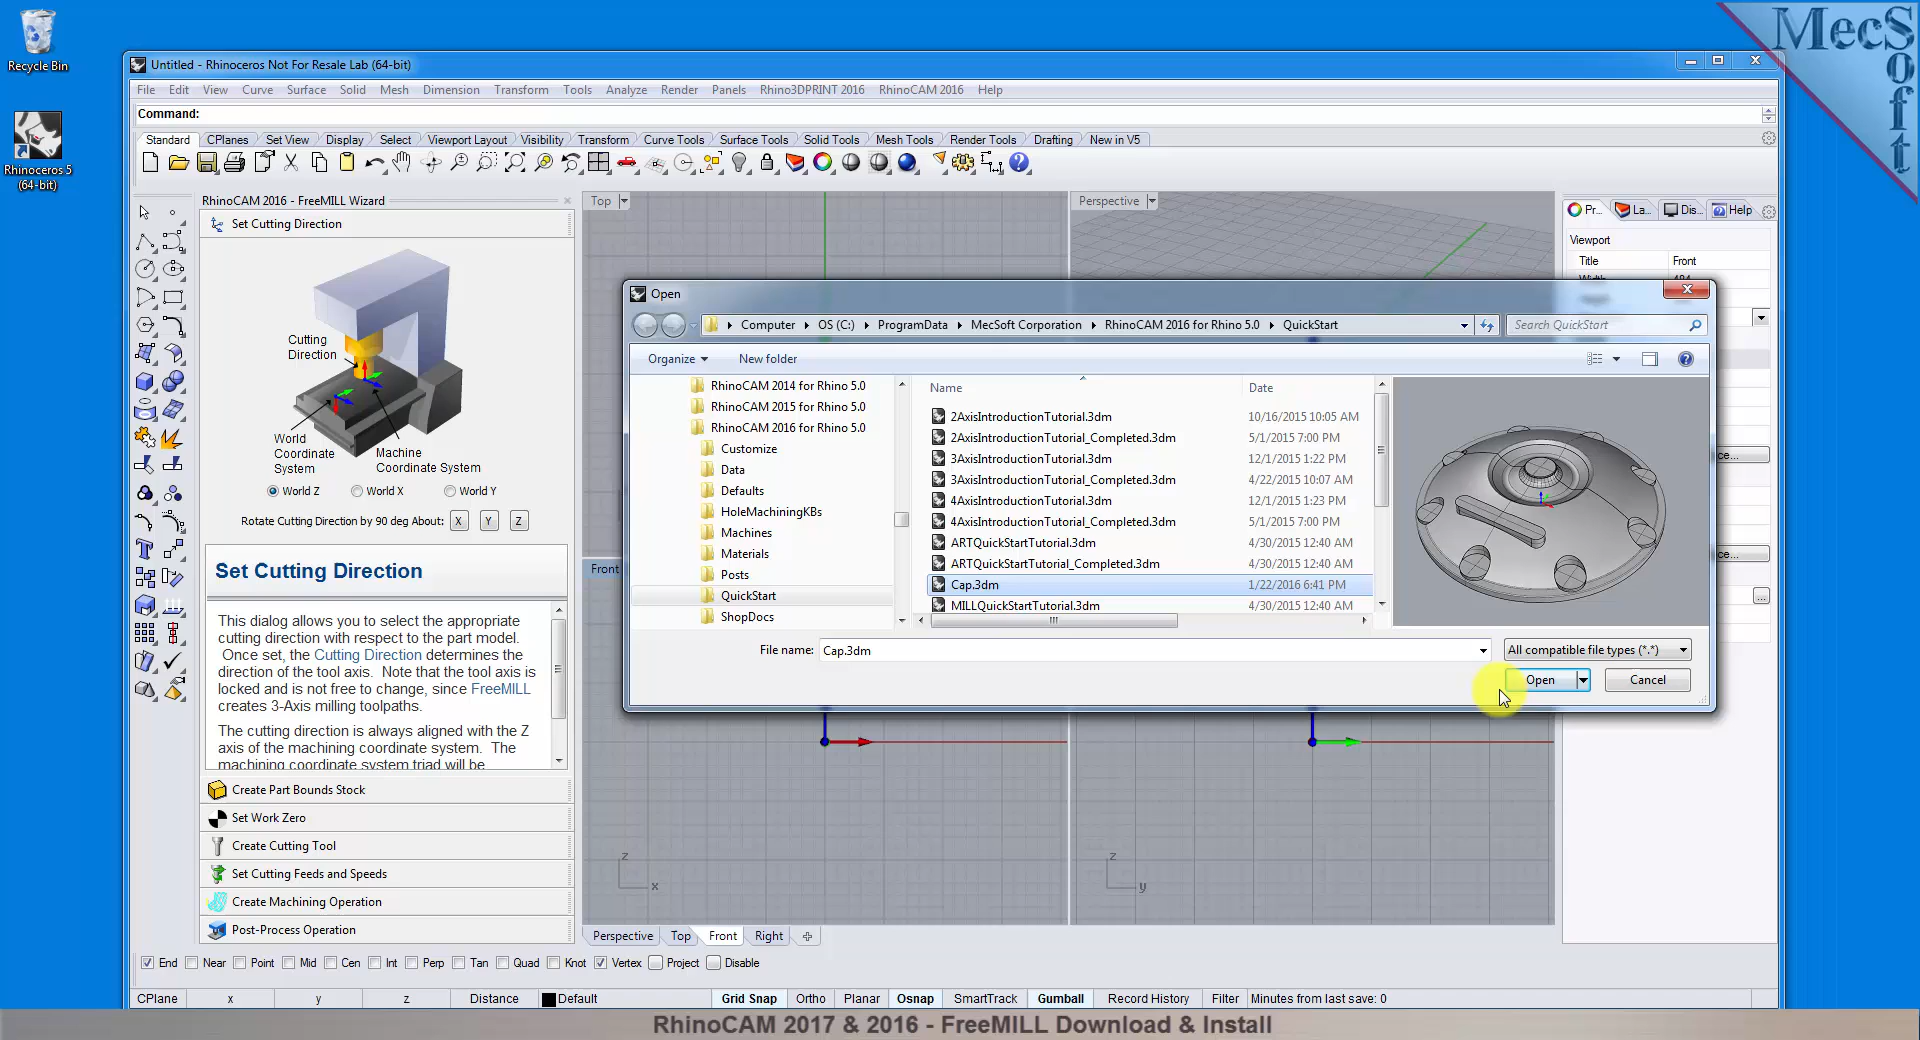 Recycle Bin
Rhinoceros 5
(64-bit)
MecSoft
Untitled - Rhinoceros Not For Resale Lab (64-bit)
File Edit View Curve Surface Solid Mesh Dimension Transform Tools Analyze Render Panels Rhino3DPRINT 2016 RhinoCAM 2016 Help
Command:
Standard CPlanes Set View Display Select Viewport Layout Visibility Transform Curve Tools Surface Tools Solid Tools Mesh Tools Render Tools Drafting New in V5
RhinoCAM 2016 - FreeMILL Wizard
Set Cutting Direction
Cutting
Direction
World
Coordinate
System
Machine
Coordinate System
World Z World X World Y
Rotate Cutting Direction by 90 deg About: X Y Z
Set Cutting Direction
This dialog allows you to select the appropriate
cutting direction with respect to the part model.
Once set, the Cutting Direction determines the
direction of the tool axis. Note that the tool axis is
locked and is not free to change, since FreeMILL
creates 3-Axis milling toolpaths.
The cutting direction is always aligned with the Z
axis of the machining coordinate system. The
machining coordinate system triad will be
Create Part Bounds Stock
Set Work Zero
Create Cutting Tool
Set Cutting Feeds and Speeds
Create Machining Operation
Post-Process Operation
Top
Perspective
Front
z
x
z
y
Pr... La... Dis... Help
Viewport
Title Front
Width 484
ce...
ce...
...
Open
Computer OS (C:) ProgramData MecSoft Corporation RhinoCAM 2016 for Rhino 5.0 QuickStart
Search QuickStart
Organize New folder
RhinoCAM 2014 for Rhino 5.0
RhinoCAM 2015 for Rhino 5.0
RhinoCAM 2016 for Rhino 5.0
Customize
Data
Defaults
HoleMachiningKBs
Machines
Materials
Posts
QuickStart
ShopDocs
Name Date
2AxisIntroductionTutorial.3dm 10/16/2015 10:05 AM
2AxisIntroductionTutorial_Completed.3dm 5/1/2015 7:00 PM
3AxisIntroductionTutorial.3dm 12/1/2015 1:22 PM
3AxisIntroductionTutorial_Completed.3dm 4/22/2015 10:07 AM
4AxisIntroductionTutorial.3dm 12/1/2015 1:23 PM
4AxisIntroductionTutorial_Completed.3dm 5/1/2015 7:00 PM
ARTQuickStartTutorial.3dm 4/30/2015 12:40 AM
ARTQuickStartTutorial_Completed.3dm 4/30/2015 12:40 AM
Cap.3dm 1/22/2016 6:41 PM
MILLQuickStartTutorial.3dm 4/30/2015 12:40 AM
File name: Cap.3dm All compatible file types (*.*)
Open Cancel
Perspective Top Front Right
End Near Point Mid Cen Int Perp Tan Quad Knot Vertex Project Disable
CPlane x y z Distance Default Grid Snap Ortho Planar Osnap SmartTrack Gumball Record History Filter Minutes from last save: 0
RhinoCAM 2017 & 2016 - FreeMILL Download & Install